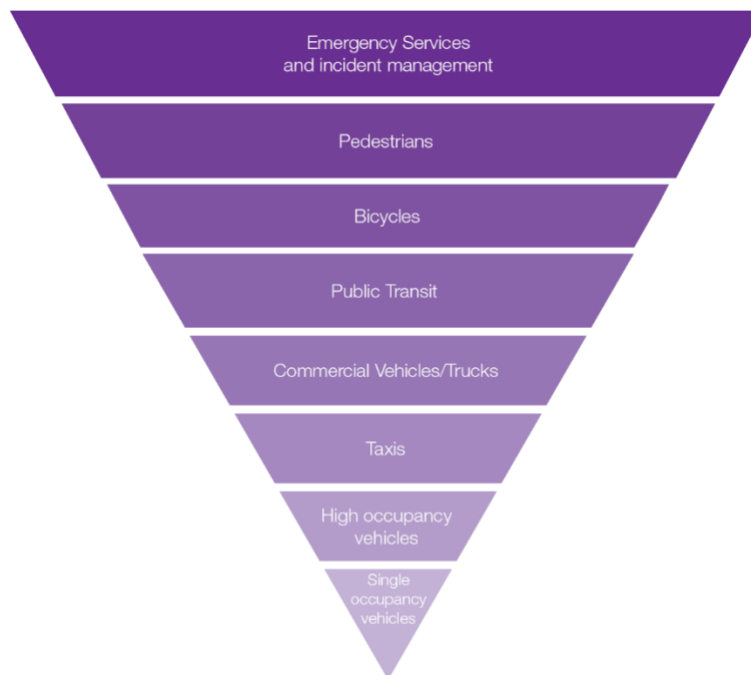 Emergency Services
and incident management
Pedestrians
Bicycles
Public Transit
Commercial Vehicles/Trucks
Taxis
High occupancy
vehicles
Single
occupancy
vehicles